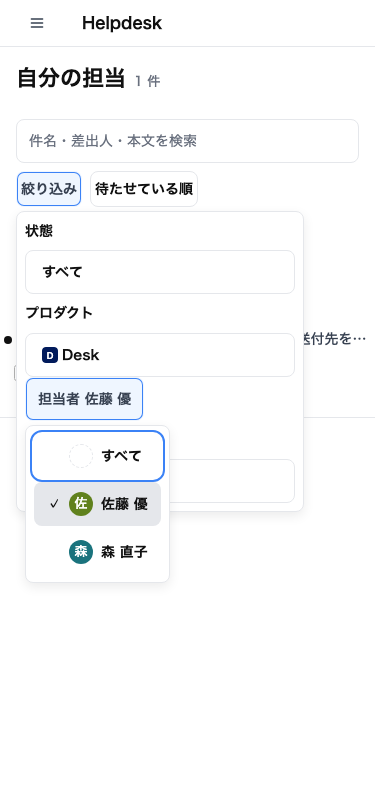 Helpdesk
自分の担当 1 件
件名・差出人・本文を検索
絞り込み 待たせている順
状態
すべて
プロダクト
D Desk
送付先を…
担当者 佐藤 優
すべて
✓ 佐 佐藤 優
森 森 直子